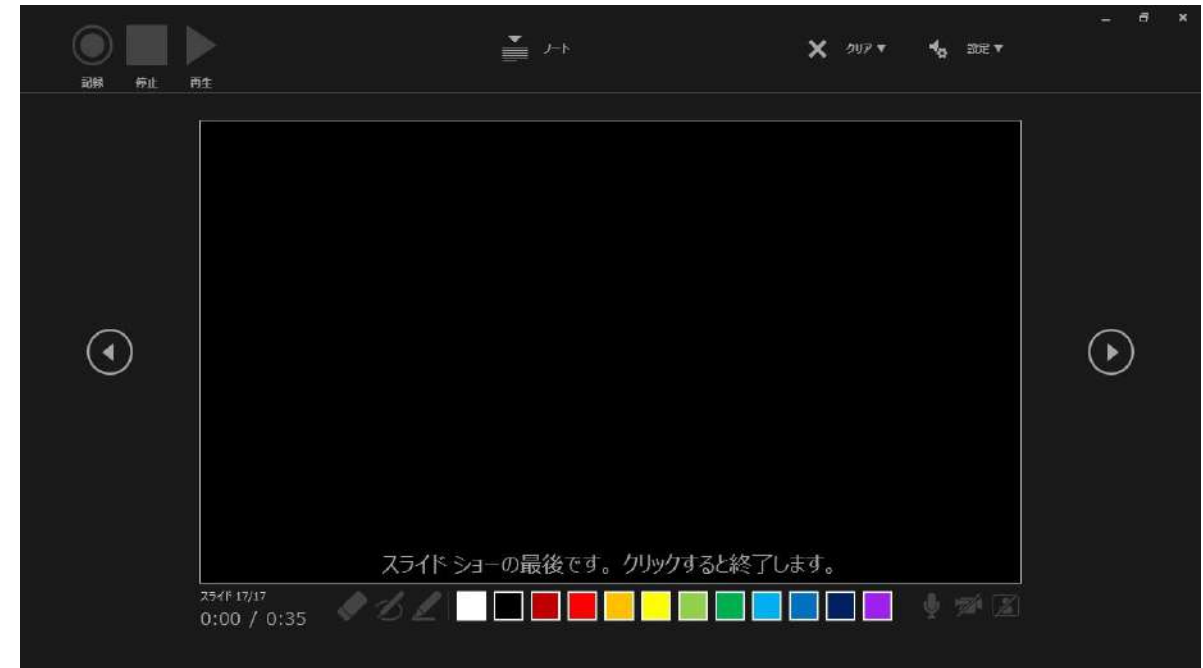 ノート
クリア▼
設定▼
記録
停止
再生
スライド ショーの最後です。クリックすると終了します。
スライド 17/17
0:00 / 0:35